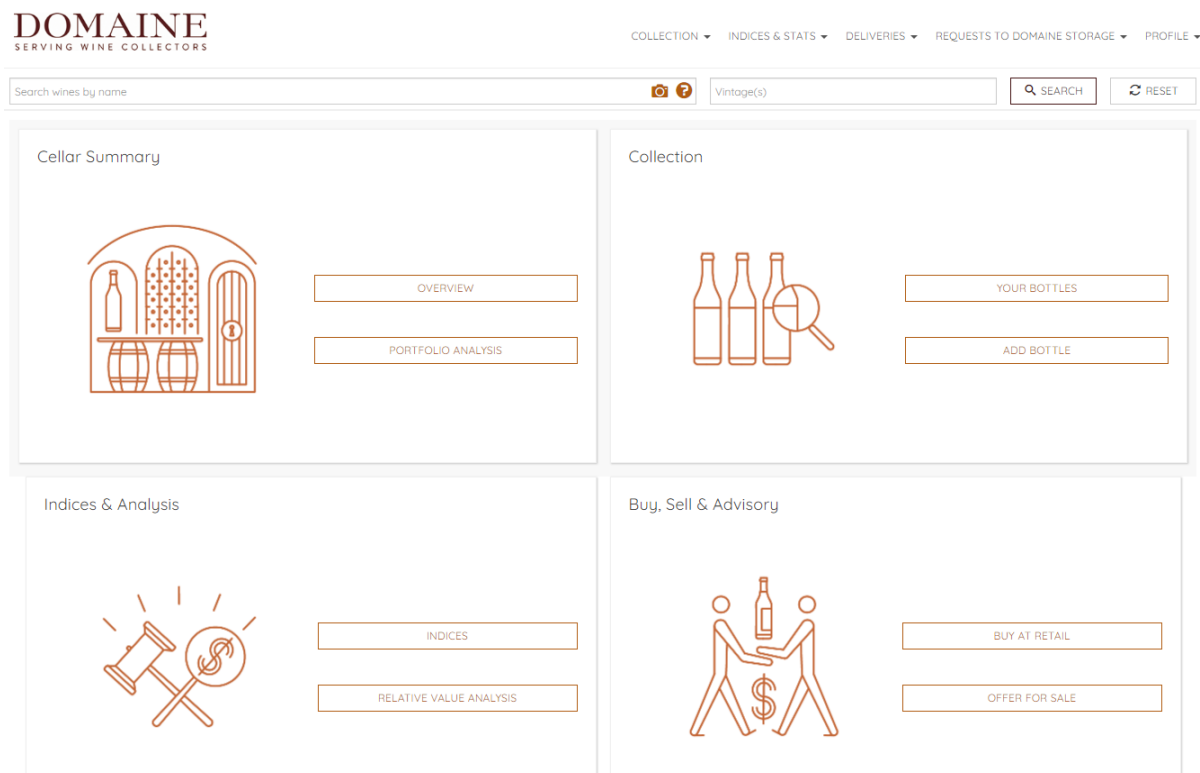 DOMAINE
SERVING WINE COLLECTORS
COLLECTION INDICES & STATS DELIVERIES REQUESTS TO DOMAINE STORAGE PROFILE
Search wines by name ? Vintage(s) SEARCH RESET
Cellar Summary
OVERVIEW
PORTFOLIO ANALYSIS
Collection
YOUR BOTTLES
ADD BOTTLE
Indices & Analysis
$
INDICES
RELATIVE VALUE ANALYSIS
Buy, Sell & Advisory
$
BUY AT RETAIL
OFFER FOR SALE